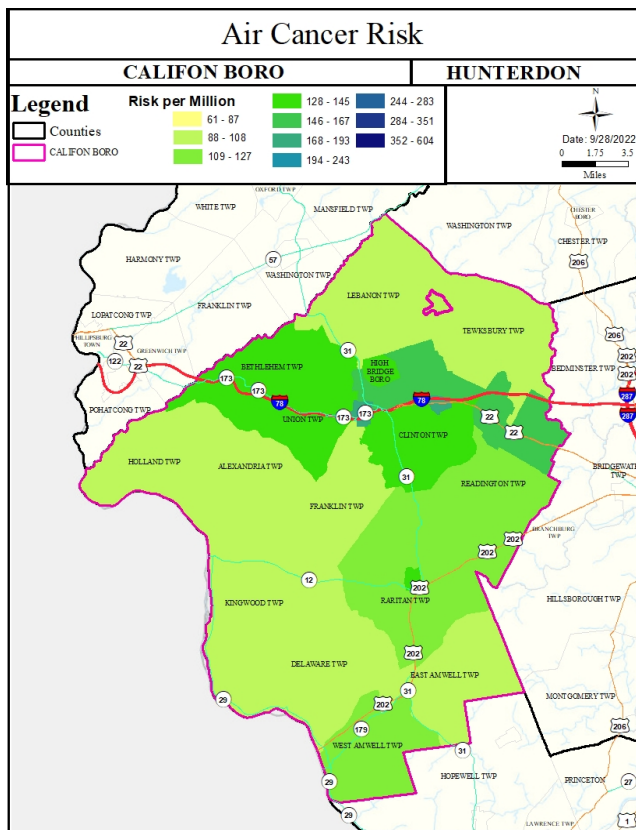 Air Cancer Risk
CALIFON BORO
HUNTERDON
Legend
Counties
CALIFON BORO
Risk per Million
61 - 87
88 - 108
109 - 127
128 - 145
146 - 167
168 - 193
194 - 243
244 - 283
284 - 351
352 - 604
N
Date: 9/28/2022
0 1.75 3.5
Miles
OXFORD TWP
WHITE TWP
MANSFIELD TWP
WASHINGTON TWP
CHESTER BORO
CHESTER TWP
206
HARMONY TWP
57
WASHINGTON TWP
FRANKLIN TWP
LEBANON TWP
LOPATCONG TWP
TEWKSBURY TWP
206
22
PHILLIPSBURG TOWN
GREENWICH TWP
31
202
122
22
BETHLEHEM TWP
HIGH BRIDGE BORO
BEDMINSTER TWP
202
173
173
78
78
287
POHATCONG TWP
UNION TWP
173
173
22
287
22
202
CLINTON TWP
HOLLAND TWP
ALEXANDRIA TWP
31
READINGTON TWP
BRIDGEWATER TWP
FRANKLIN TWP
BRANCHBURG TWP
202
202
12
202
KINGWOOD TWP
RARITAN TWP
HILLSBOROUGH TWP
202
DELAWARE TWP
EAST AMWELL TWP
31
29
202
MONTGOMERY TWP
179
206
WEST AMWELL TWP
31
HOPEWELL TWP
29
PRINCETON
27
29
LAWRENCE TWP
1